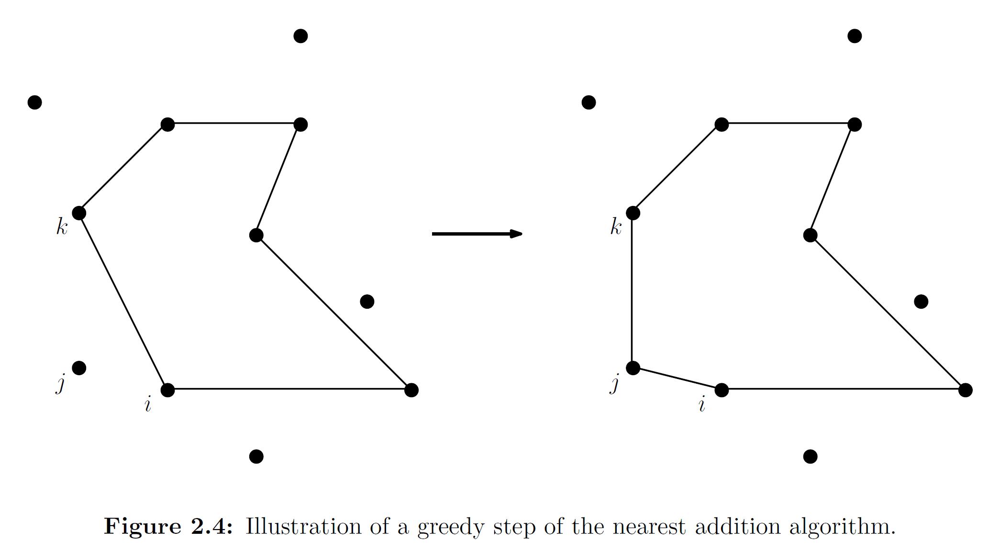 k
k
j
j
i
i
Figure 2.4: Illustration of a greedy step of the nearest addition algorithm.